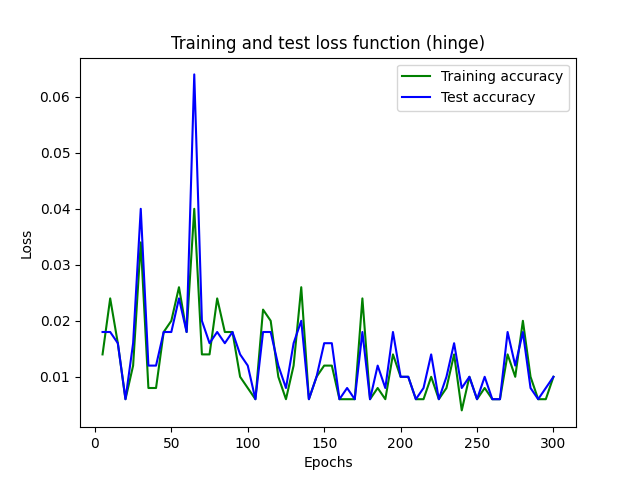 Training and test loss function (hinge)
Training accuracy
Test accuracy
0.06
0.05
0.04
0.03
0.02
0.01
Loss
0
50
100
150
200
250
300
Epochs